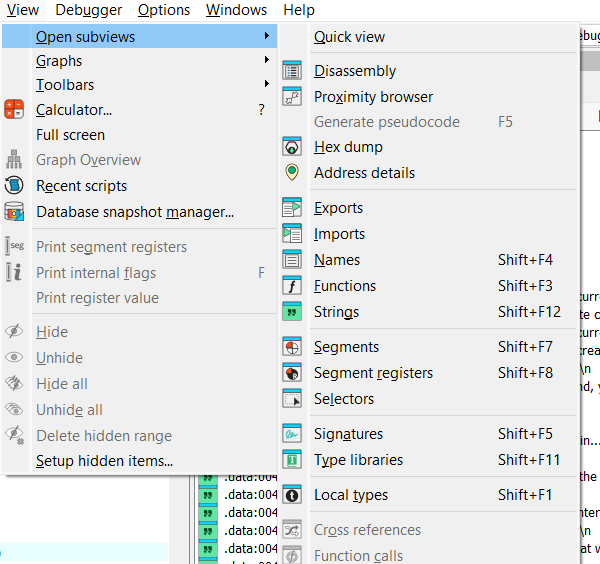 View Debugger Options Windows Help
Open subviews
Graphs
Toolbars
Calculator... ?
Full screen
Graph Overview
Recent scripts
Database snapshot manager...
Print segment registers
Print internal flags F
Print register value
Hide
Unhide
Hide all
Unhide all
Delete hidden range
Setup hidden items...
Quick view
Disassembly
Proximity browser
Generate pseudocode F5
Hex dump
Address details
Exports
Imports
Names Shift+F4
Functions Shift+F3
Strings Shift+F12
Segments Shift+F7
Segment registers Shift+F8
Selectors
Signatures Shift+F5
Type libraries Shift+F11
Local types Shift+F1
Cross references
Function calls
.data:004
.data:004
.data:004
.data:004